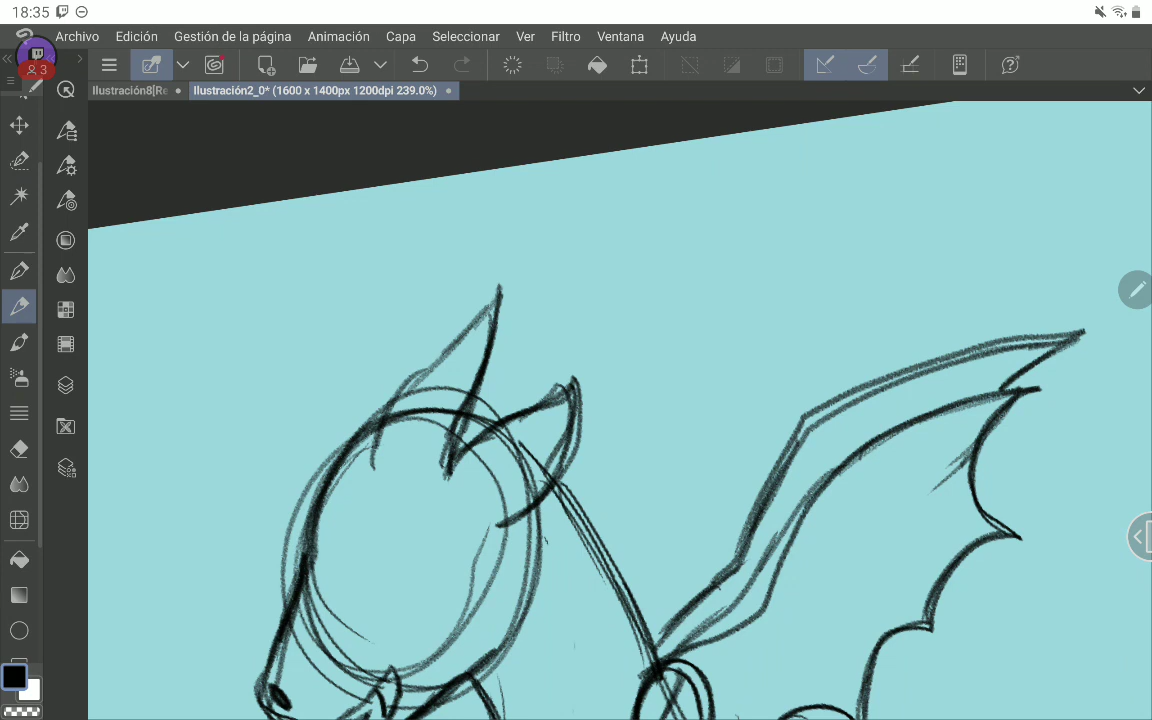 18:35
Archivo Edición Gestión de la página Animación Capa Seleccionar Ver Filtro Ventana Ayuda
3
Ilustración8[Re
Ilustración2_0* (1600 x 1400px 1200dpi 239.0%)